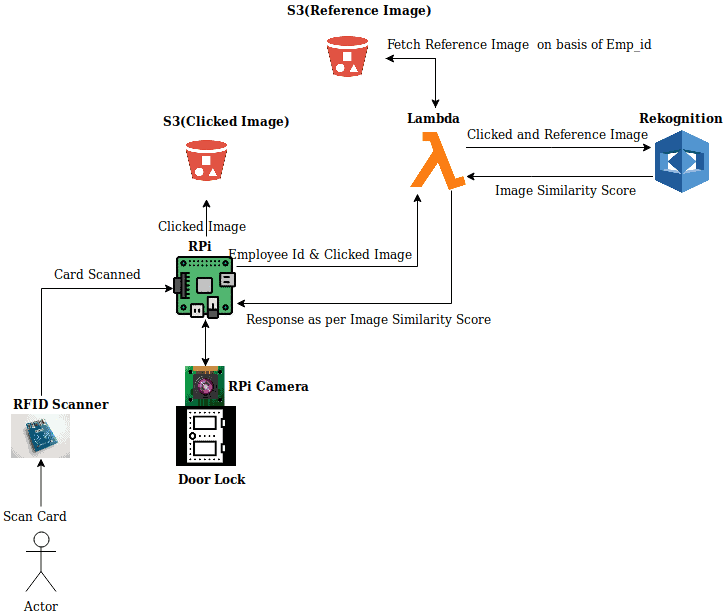 S3(Reference Image)
Fetch Reference Image  on basis of Emp_id
Lambda
Rekognition
S3(Clicked Image)
Clicked and Reference Image
Image Similarity Score
Clicked Image
RPi
Employee Id & Clicked Image
Card Scanned
Response as per Image Similarity Score
RPi Camera
RFID Scanner
Door Lock
Scan Card
Actor